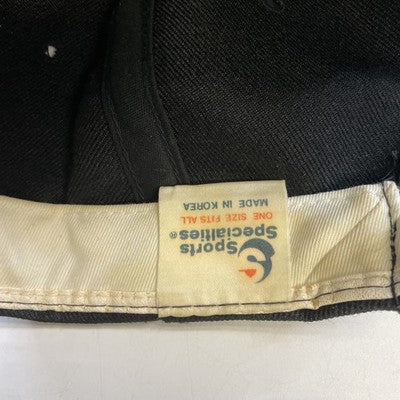 Sports
Specialties®
ONE SIZE FITS ALL
MADE IN KOREA